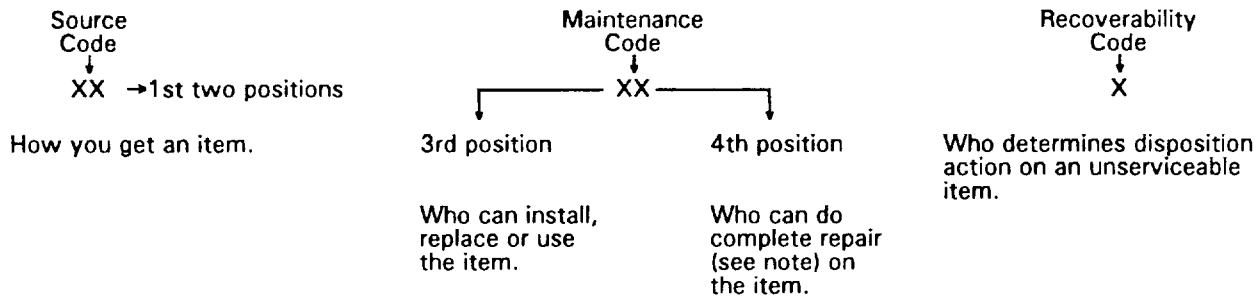 Source
Code
XX →1st two positions
How you get an item.
Maintenance
Code
XX
3rd position
Who can install,
replace or use
the item.
4th position
Who can do
complete repair
(see note) on
the item.
Recoverability
Code
X
Who determines disposition
action on an unserviceable
item.